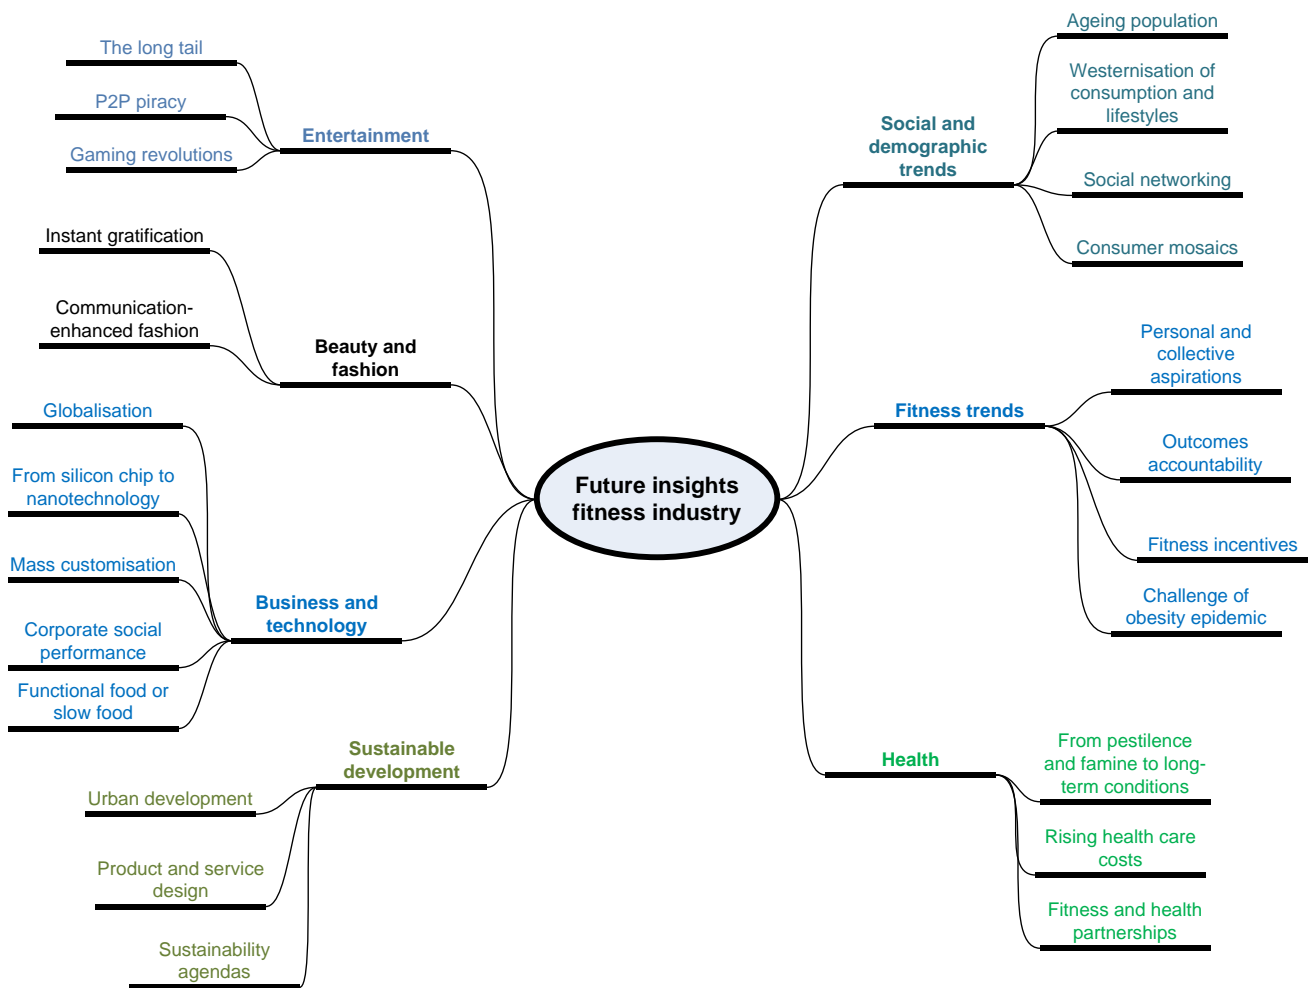 Future insights
fitness industry
Entertainment
The long tail
P2P piracy
Gaming revolutions
Beauty and
fashion
Instant gratification
Communication-
enhanced fashion
Business and
technology
Globalisation
From silicon chip to
nanotechnology
Mass customisation
Corporate social
performance
Functional food or
slow food
Sustainable
development
Urban development
Product and service
design
Sustainability
agendas
Social and
demographic
trends
Ageing population
Westernisation of
consumption and
lifestyles
Social networking
Consumer mosaics
Fitness trends
Personal and
collective
aspirations
Outcomes
accountability
Fitness incentives
Challenge of
obesity epidemic
Health
From pestilence
and famine to long-
term conditions
Rising health care
costs
Fitness and health
partnerships